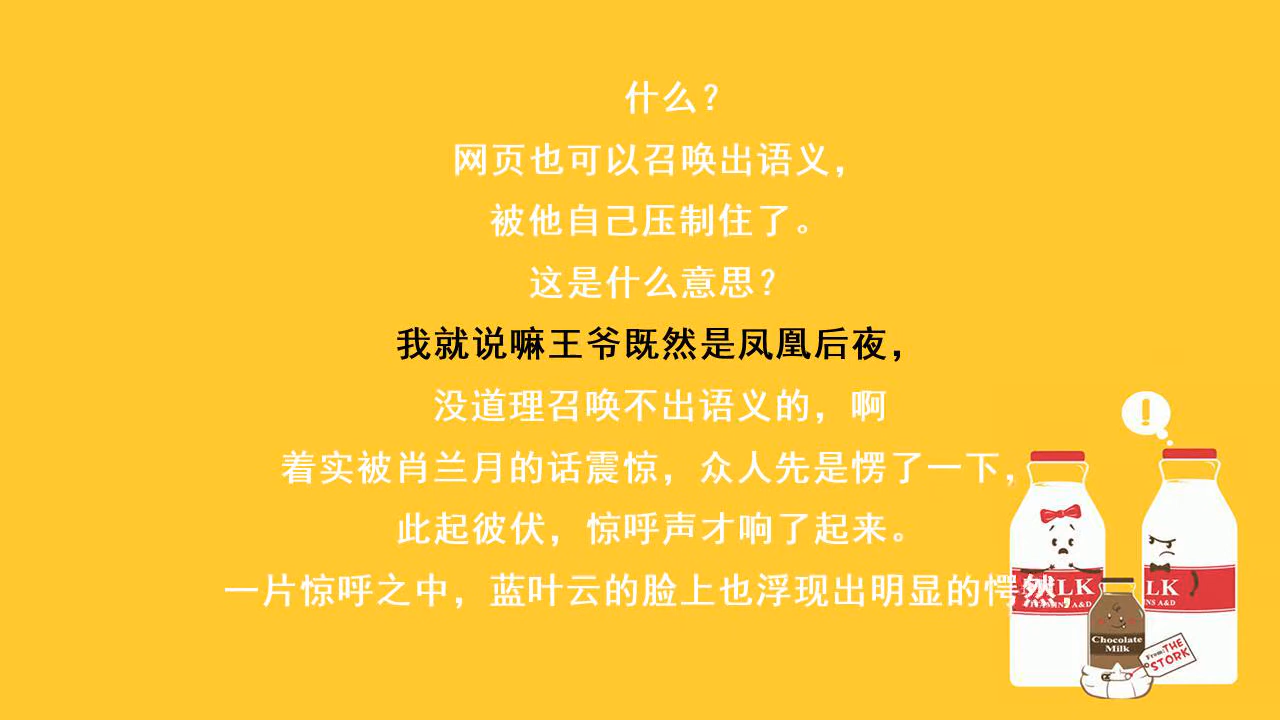 什么？
网页也可以召唤出语义，
被他自己压制住了。
这是什么意思？
我就说嘛王爷既然是凤凰后夜，
没道理召唤不出语义的，啊
着实被肖兰月的话震惊，众人先是愣了一下，
此起彼伏，惊呼声才响了起来。
一片惊呼之中，蓝叶云的脸上也浮现出明显的愕然，
!
MILK
VITAMINS A&D
LK
NS A&D
Chocolate
Milk
From: THE
STORK